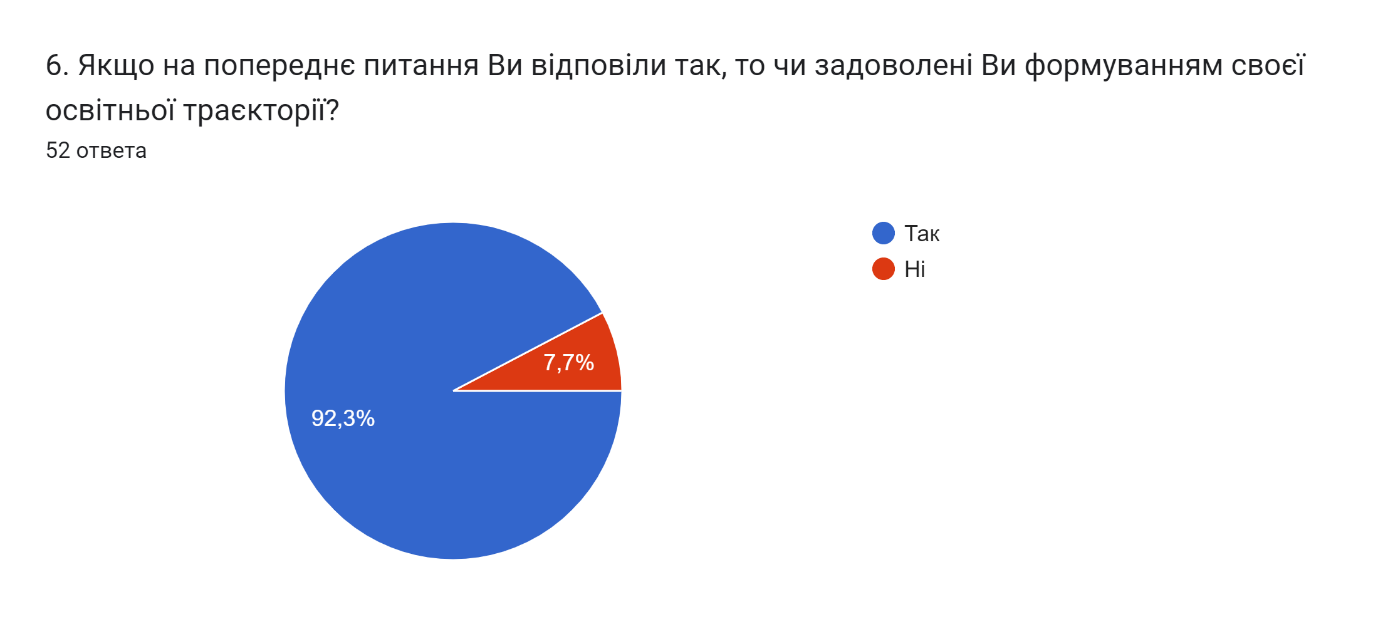 6. Якщо на попереднє питання Ви відповіли так, то чи задоволені Ви формуванням своєї
освітньої траєкторії?
52 ответа
Так
Ні
7,7%
92,3%